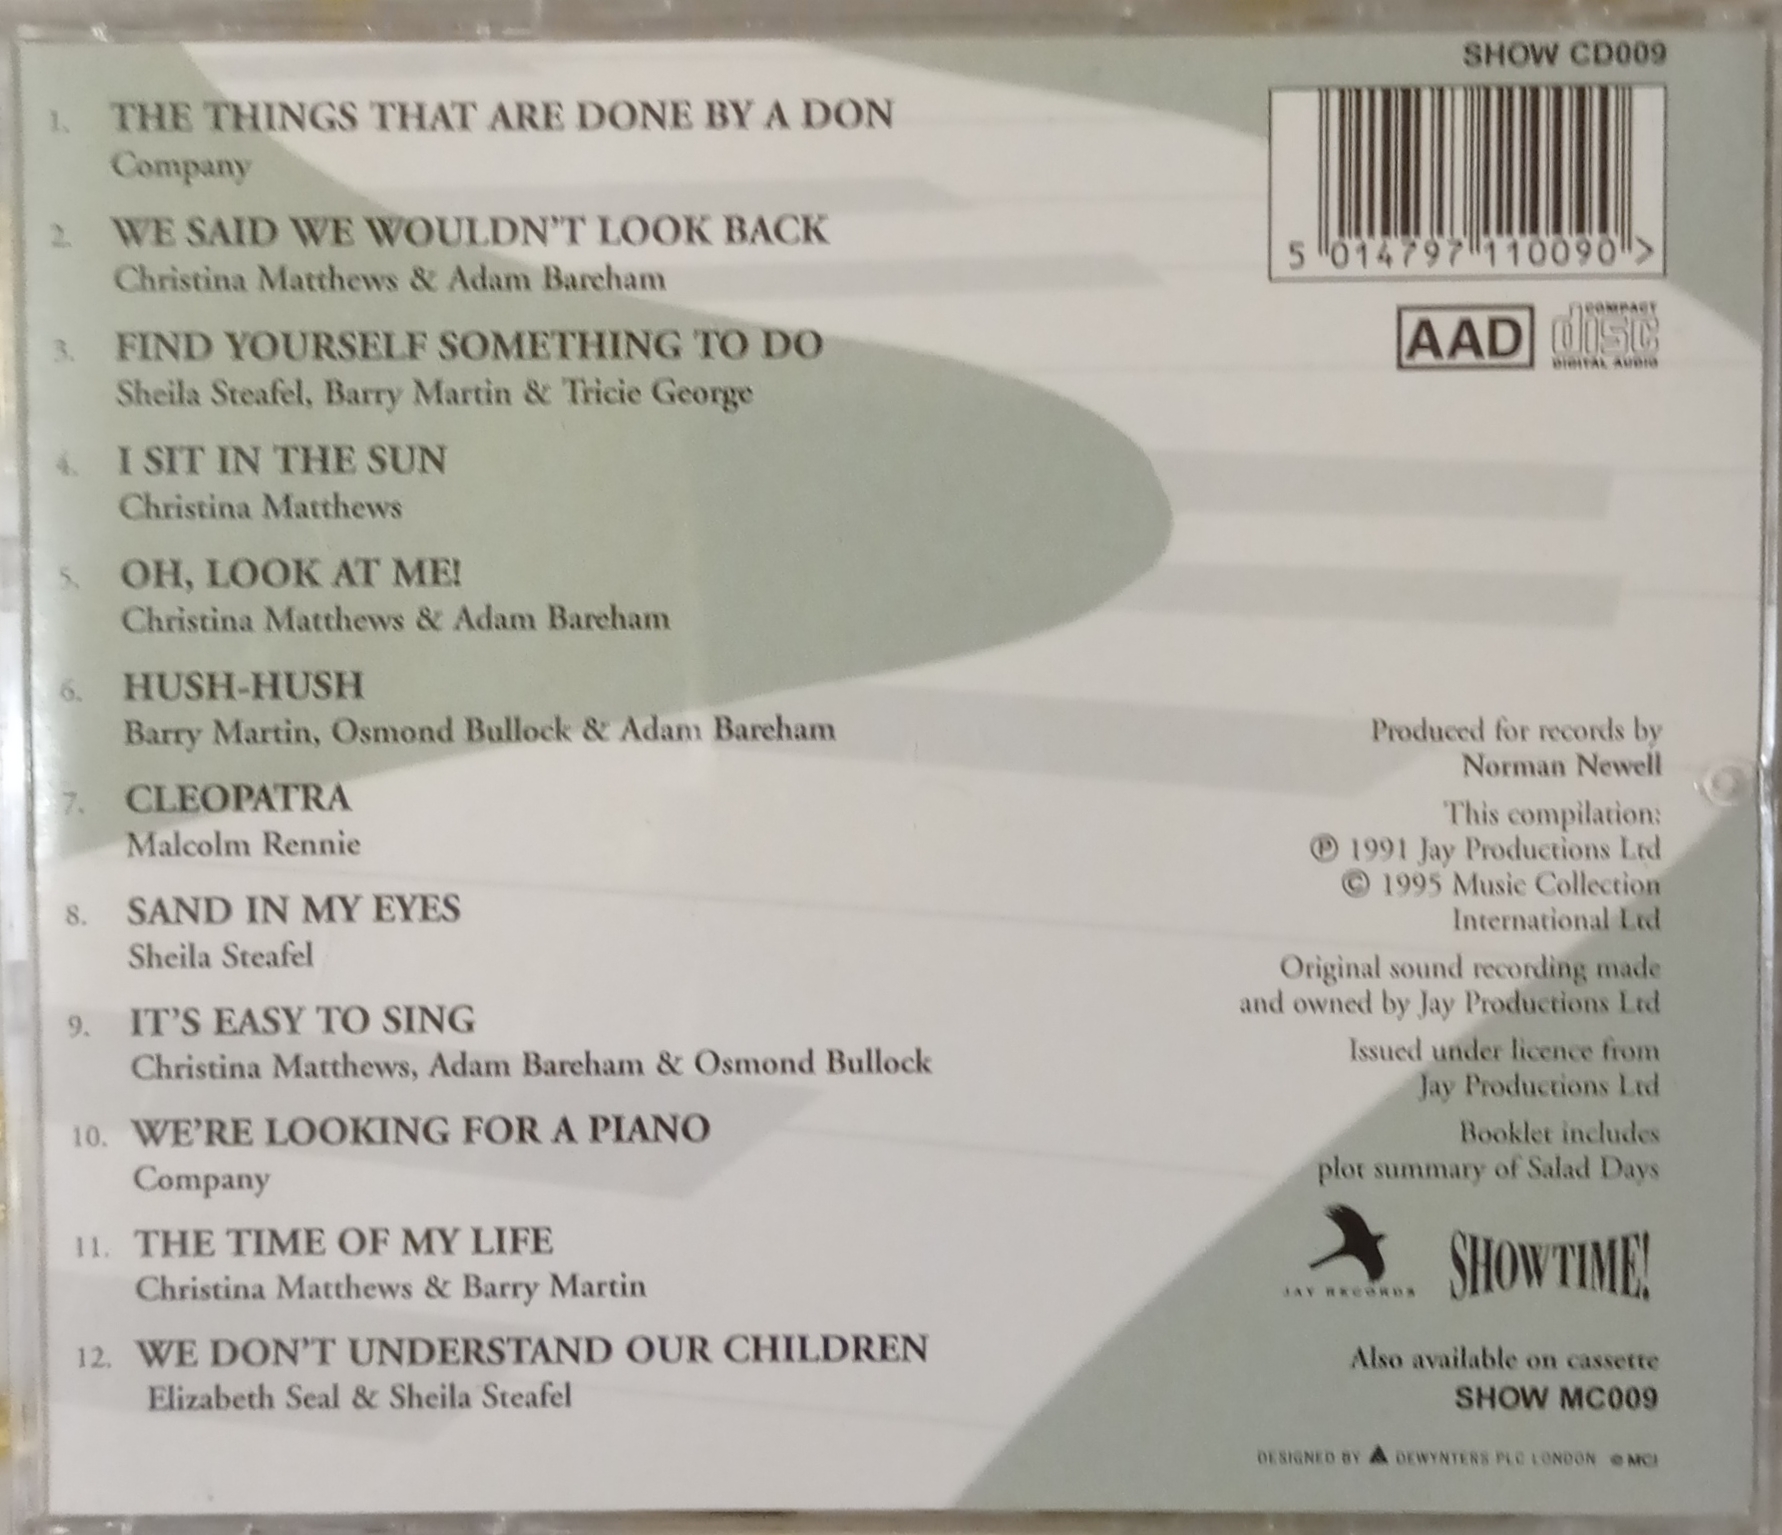 1. THE THINGS THAT ARE DONE BY A DON
Company
2. WE SAID WE WOULDN'T LOOK BACK
Christina Matthews & Adam Bareham
3. FIND YOURSELF SOMETHING TO DO
Sheila Steafel, Barry Martin & Tricie George
4. I SIT IN THE SUN
Christina Matthews
5. OH, LOOK AT ME!
Christina Matthews & Adam Bareham
6. HUSH-HUSH
Barry Martin, Osmond Bullock & Adam Bareham
7. CLEOPATRA
Malcolm Rennie
8. SAND IN MY EYES
Sheila Steafel
9. IT'S EASY TO SING
Christina Matthews, Adam Bareham & Osmond Bullock
10. WE'RE LOOKING FOR A PIANO
Company
11. THE TIME OF MY LIFE
Christina Matthews & Barry Martin
12. WE DON'T UNDERSTAND OUR CHILDREN
Elizabeth Seal & Sheila Steafel
SHOW CD009
5 014797 110090 >
AAD
COMPACT
disc
DIGITAL AUDIO
Produced for records by
Norman Newell
This compilation:
℗ 1991 Jay Productions Ltd
© 1995 Music Collection
International Ltd
Original sound recording made
and owned by Jay Productions Ltd
Issued under licence from
Jay Productions Ltd
Booklet includes
plot summary of Salad Days
JAY RECORDS
SHOWTIME!
Also available on cassette
SHOW MC009
DESIGNED BY DEWYNTERS PLC LONDON © MCI